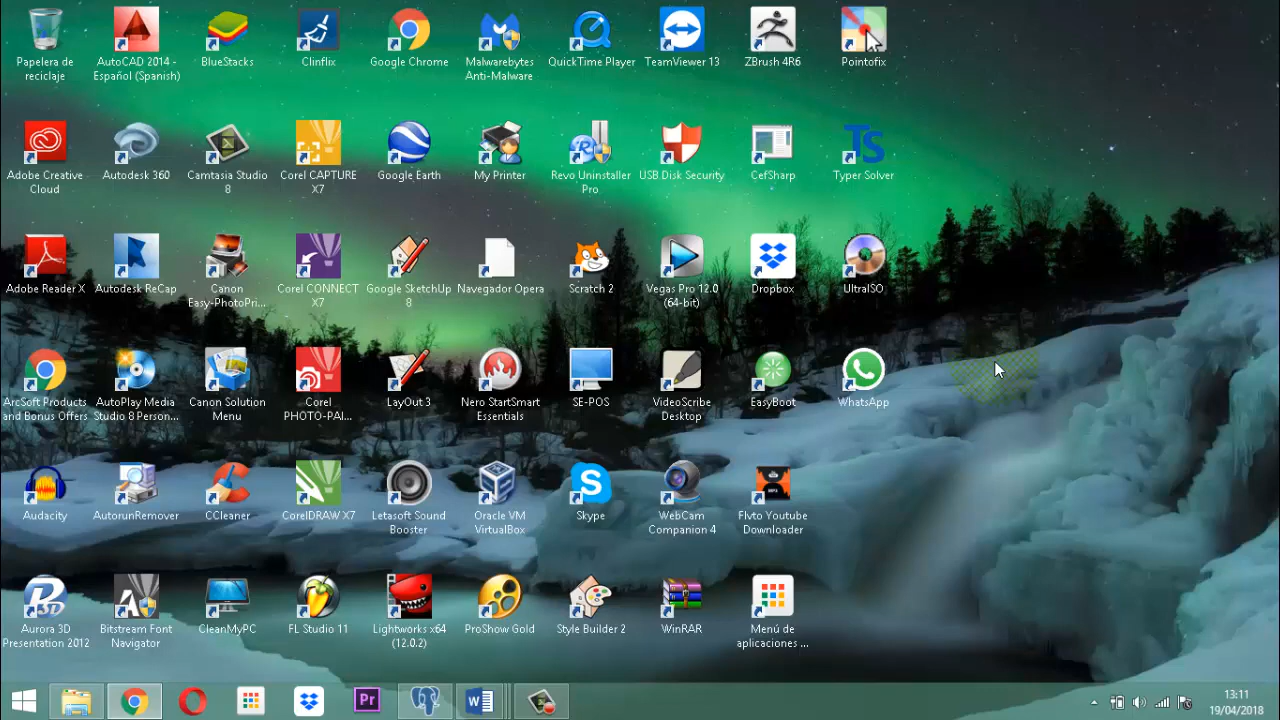 Papelera de
reciclaje
AutoCAD 2014 -
Español (Spanish)
BlueStacks
Clinflix
Google Chrome
Malwarebytes
Anti-Malware
QuickTime Player
TeamViewer 13
ZBrush 4R6
Pointofix
Adobe Creative
Cloud
Autodesk 360
Camtasia Studio
8
Corel CAPTURE
X7
Google Earth
My Printer
Revo Uninstaller
Pro
USB Disk Security
CefSharp
TS
Typer Solver
Adobe Reader X
Autodesk ReCap
Canon
Easy-PhotoPri...
Corel CONNECT
X7
Google SketchUp
8
Navegador Opera
Scratch 2
Vegas Pro 12.0
(64-bit)
Dropbox
UltraISO
ArcSoft Products
and Bonus Offers
AutoPlay Media
Studio 8 Person...
Canon Solution
Menu
Corel
PHOTO-PAI...
LayOut 3
Nero StartSmart
Essentials
SE-POS
VideoScribe
Desktop
EasyBoot
WhatsApp
Audacity
AutorunRemover
CCleaner
CorelDRAW X7
Letasoft Sound
Booster
Oracle VM
VirtualBox
Skype
WebCam
Companion 4
Flvto Youtube
Downloader
Aurora 3D
Presentation 2012
Bitstream Font
Navigator
CleanMyPC
FL Studio 11
Lightworks x64
(12.0.2)
ProShow Gold
Style Builder 2
WinRAR
Menú de
aplicaciones ...
Pr
13:11
19/04/2018